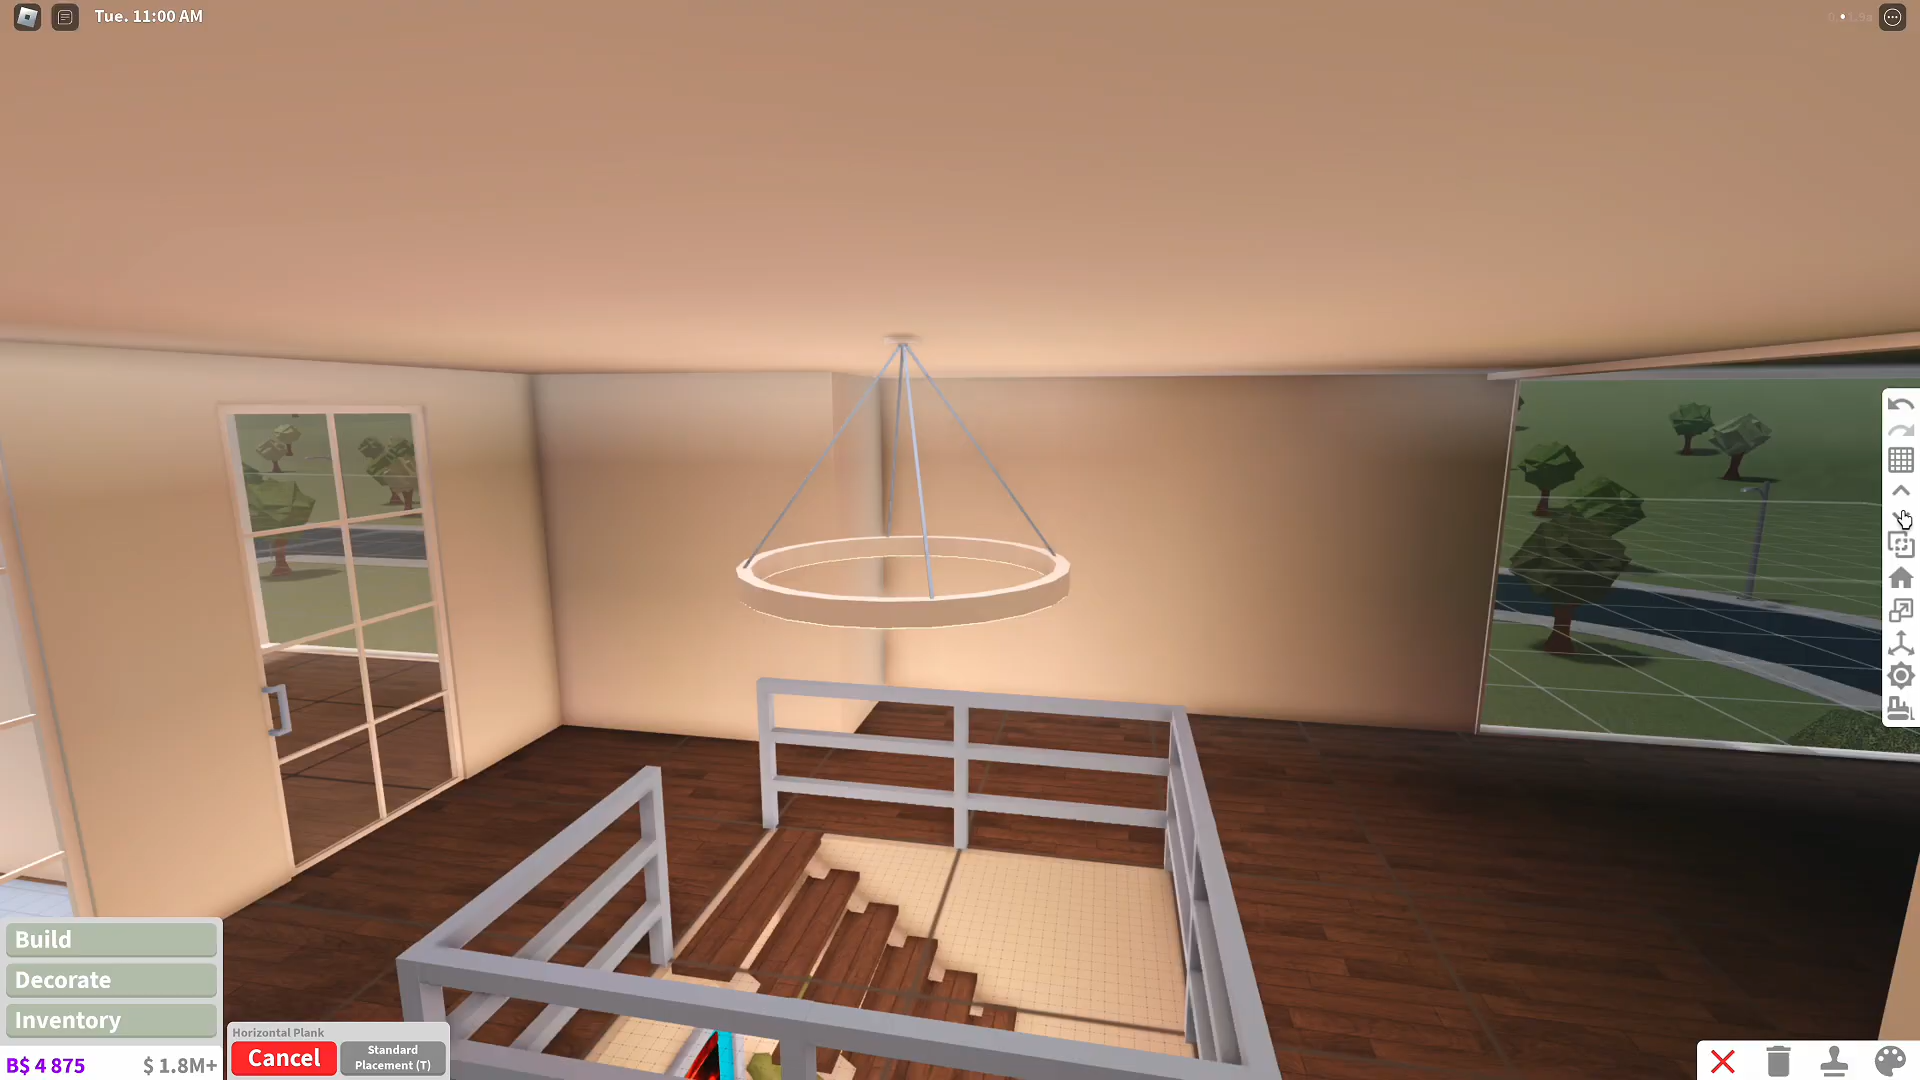 Tue. 11:00 AM
Build
Decorate
Inventory
B$ 4 875
$ 1.8M+
Horizontal Plank
Cancel
Standard
Placement (T)